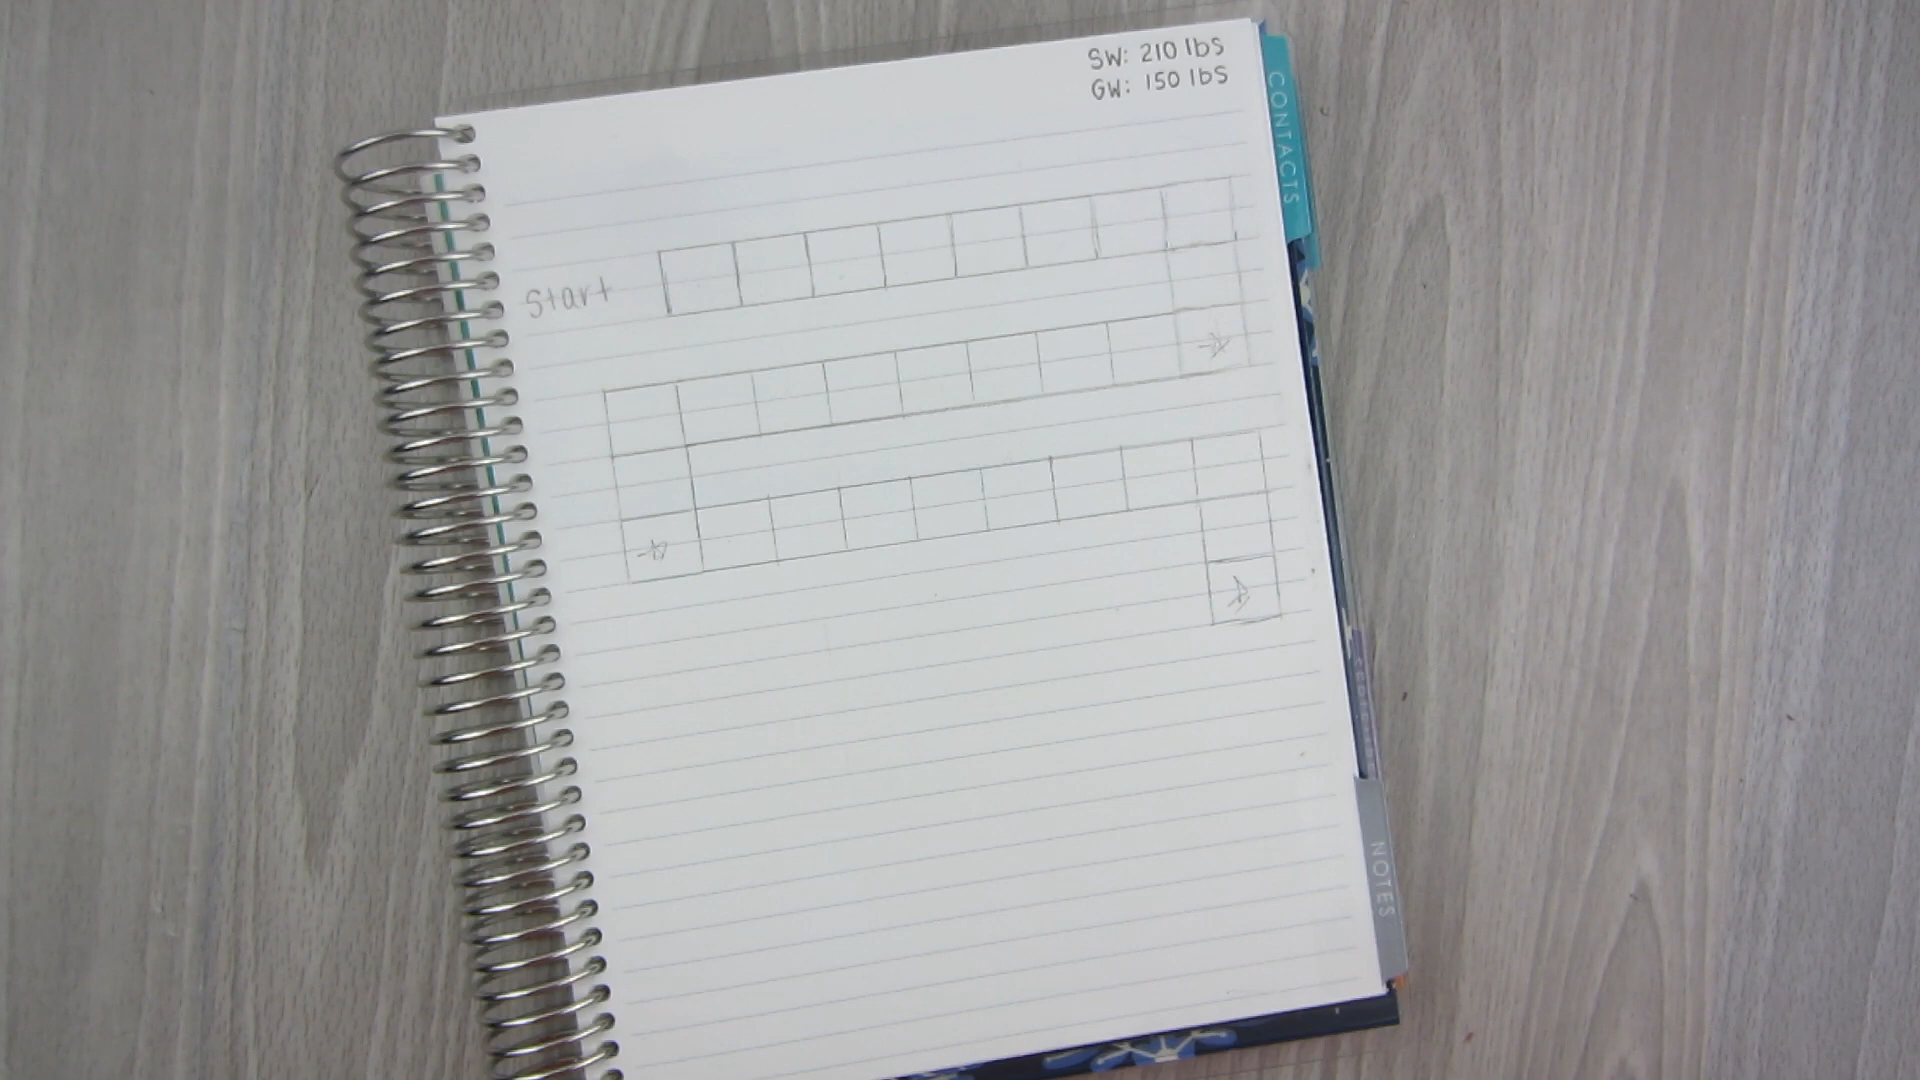 SW: 210 lbs
GW: 150 lbs
Start
CONTACTS
NOTES